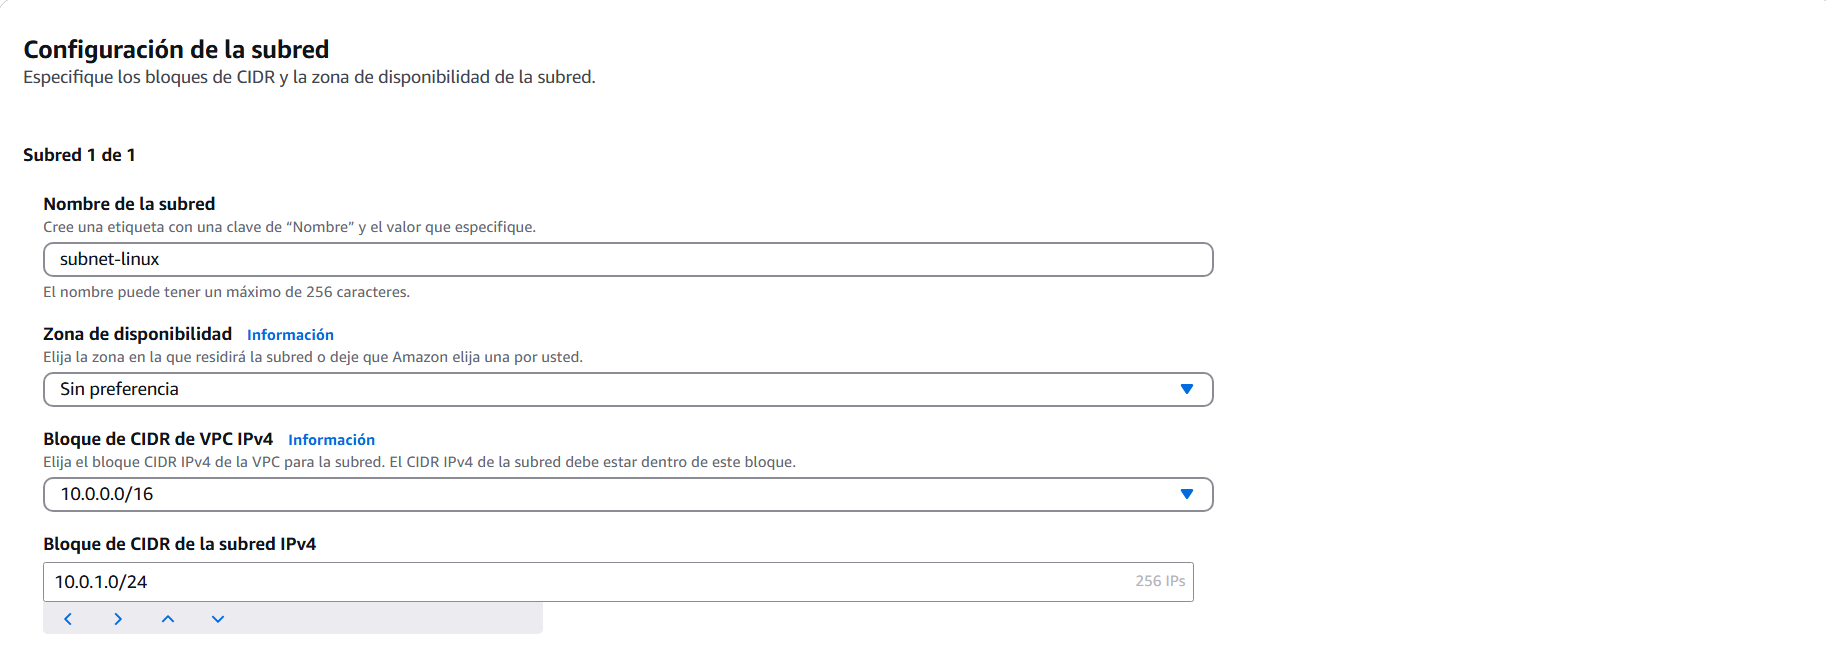 Configuración de la subred
Especifique los bloques de CIDR y la zona de disponibilidad de la subred.
Subred 1 de 1
Nombre de la subred
Cree una etiqueta con una clave de “Nombre” y el valor que especifique.
subnet-linux
El nombre puede tener un máximo de 256 caracteres.
Zona de disponibilidad Información
Elija la zona en la que residirá la subred o deje que Amazon elija una por usted.
Sin preferencia
Bloque de CIDR de VPC IPv4 Información
Elija el bloque CIDR IPv4 de la VPC para la subred. El CIDR IPv4 de la subred debe estar dentro de este bloque.
10.0.0.0/16
Bloque de CIDR de la subred IPv4
10.0.1.0/24 256 IPs